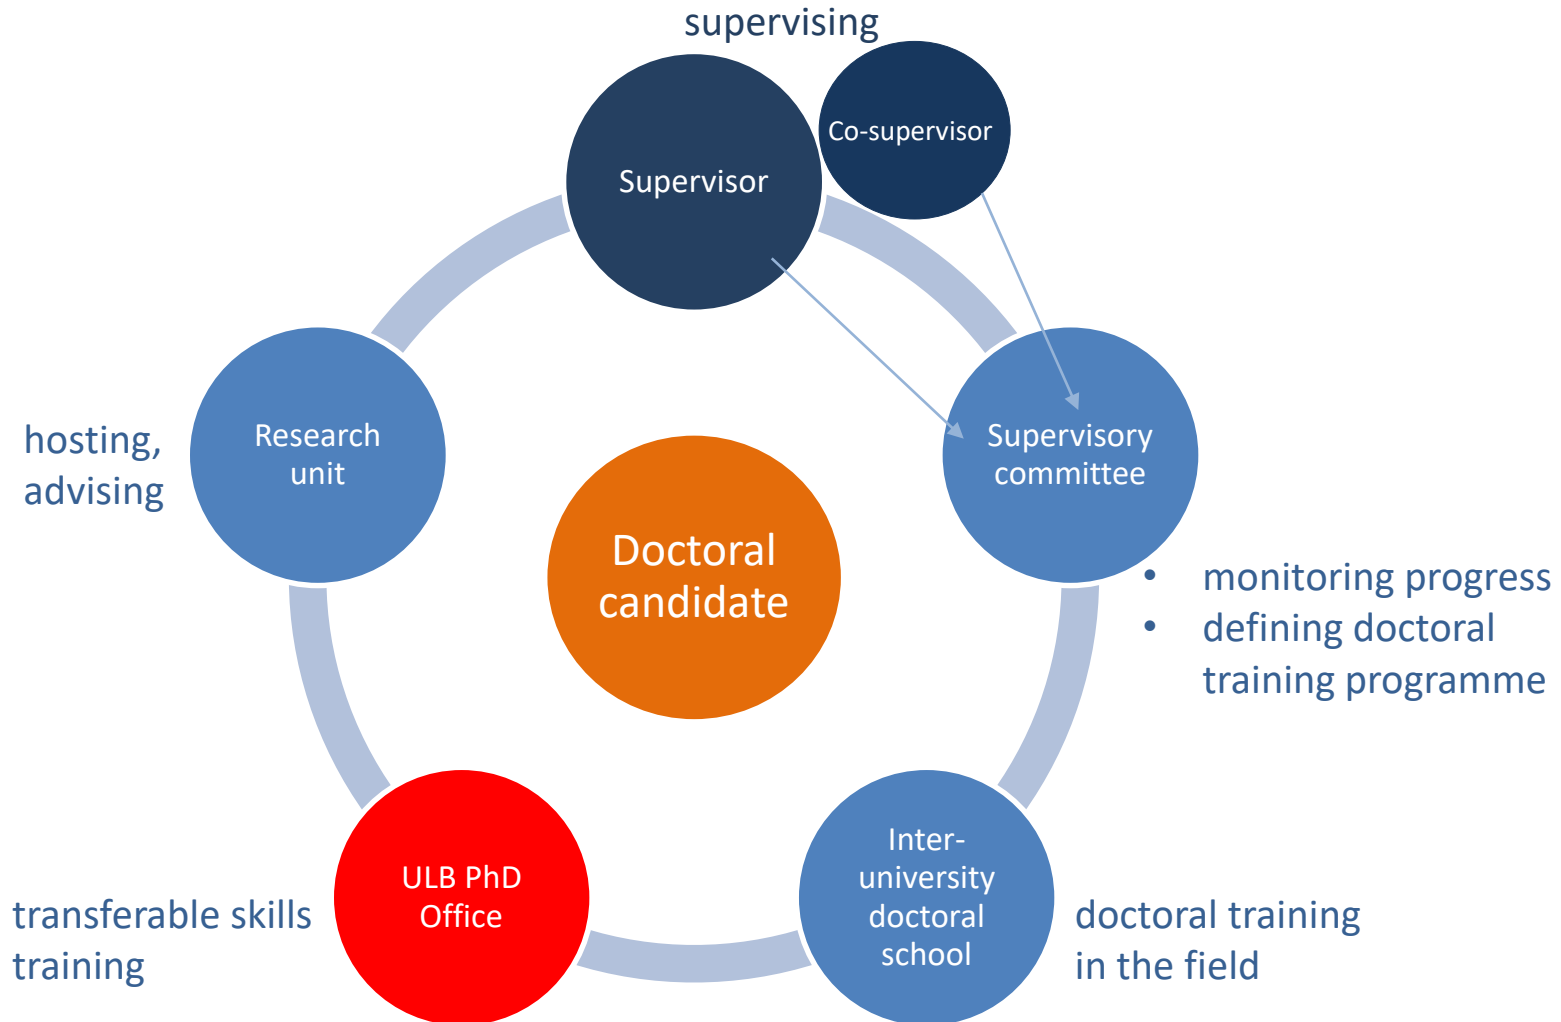 supervising
Supervisor
Co-supervisor
Research
unit
hosting,
advising
Supervisory
committee
• monitoring progress
• defining doctoral
training programme
Doctoral
candidate
ULB PhD
Office
transferable skills
training
Inter-
university
doctoral
school
doctoral training
in the field